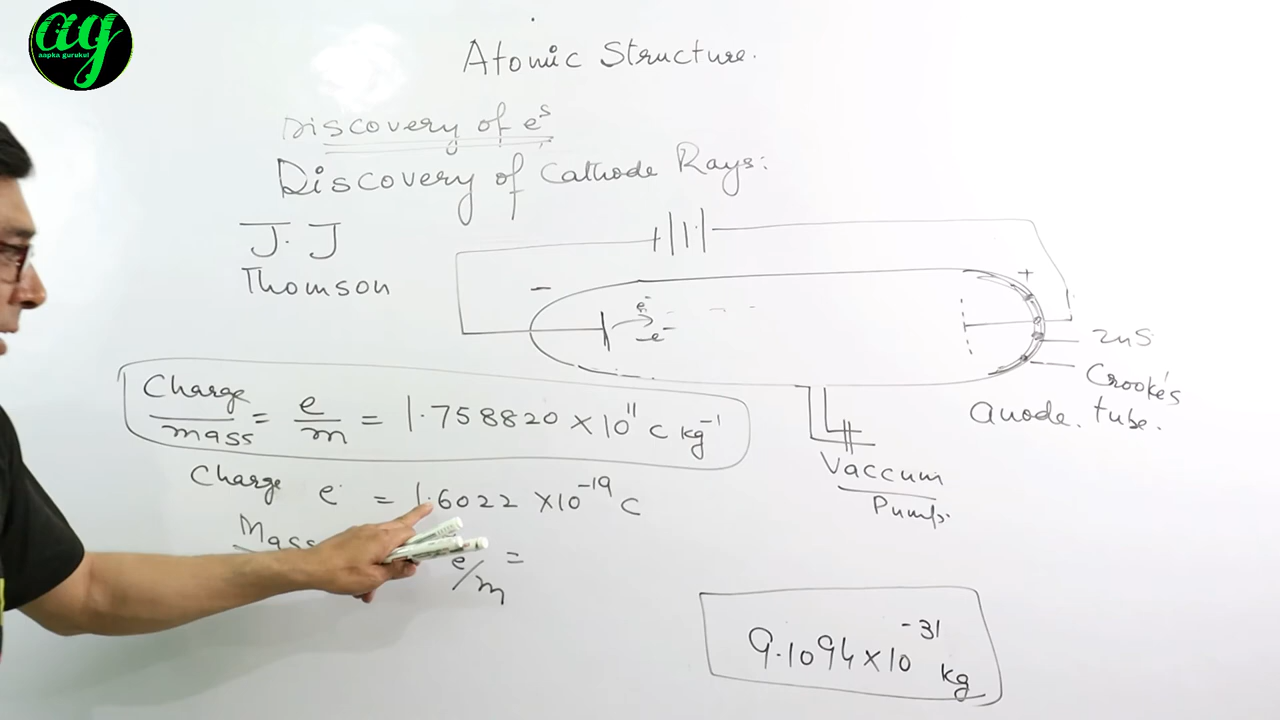 ag
aapka gurukul
Atomic Structure.
Discovery of eˢ
Discovery of Cathode Rays:
J. J
Thomson
+
−
+
e⁻
e⁻
ZnS
Crooke's
anode. tube.
Vaccum
Pump.
Charge/mass = e/m = 1.758820 × 10¹¹ C kg⁻¹
Charge e⁻ = 1.6022 × 10⁻¹⁹ C
Mass
e/m =
9.1094 × 10⁻³¹ kg